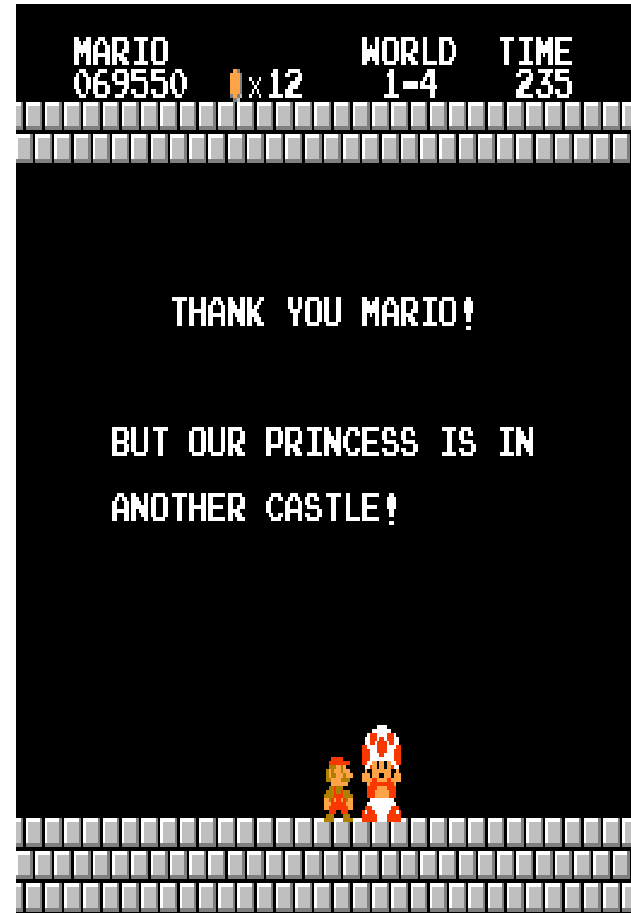 MARIO WORLD TIME
069550 x12 1-4 235
THANK YOU MARIO!
BUT OUR PRINCESS IS IN
ANOTHER CASTLE!